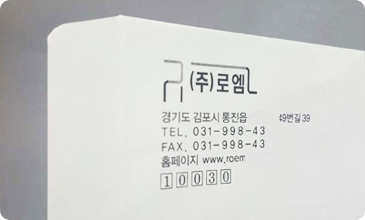 (주)로엠
경기도 김포시 통진읍 49번길 39
TEL. 031-998-43
FAX. 031-998-43
홈페이지 www.roem
10030